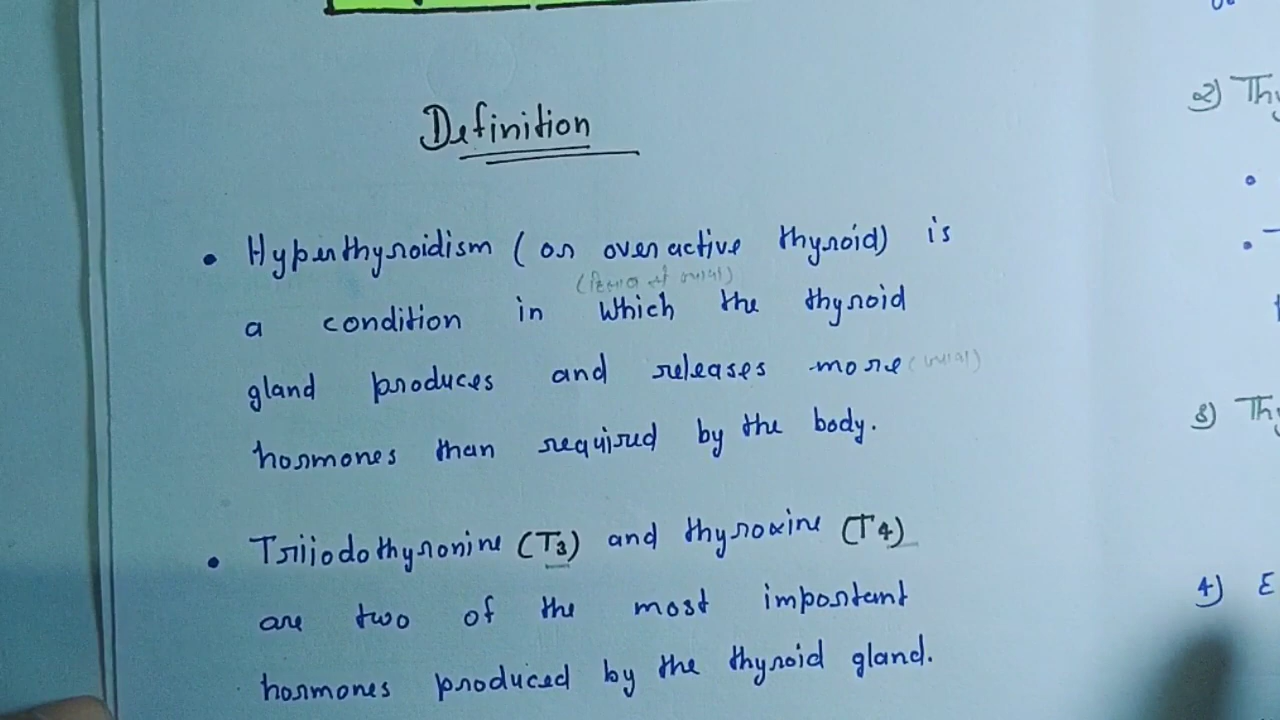 Definition
• Hyperthyroidism (or overactive thyroid) is
a condition in which the thyroid
gland produces and releases more
hormones than required by the body.
• Triiodothyronine (T3) and thyroxine (T4)
are two of the most important
hormones produced by the thyroid gland.
2)
3)
4)